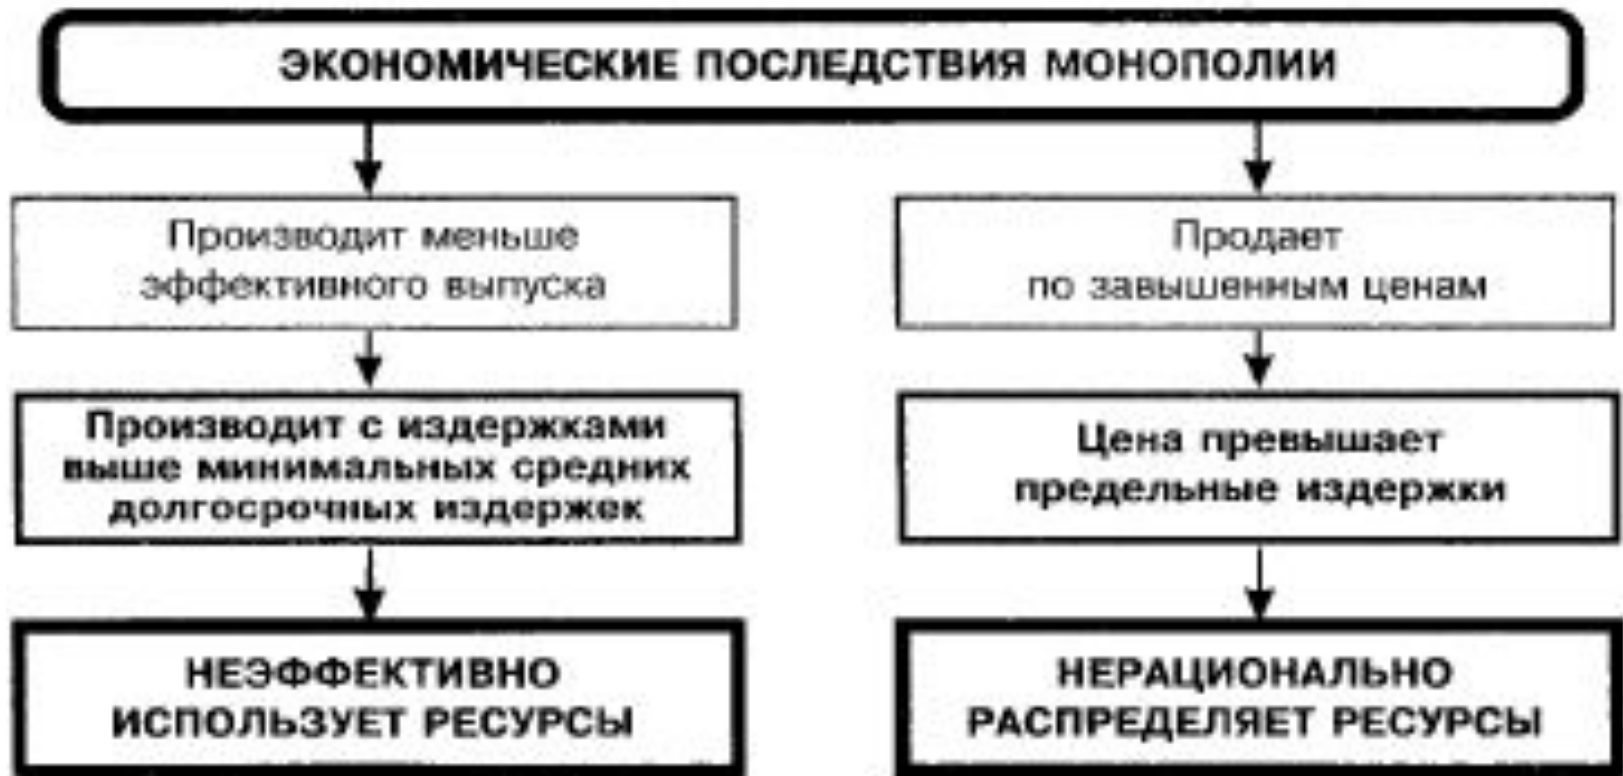 ЭКОНОМИЧЕСКИЕ ПОСЛЕДСТВИЯ МОНОПОЛИИ
Производит меньше
эффективного выпуска
Продает
по завышенным ценам
Производит с издержками
выше минимальных средних
долгосрочных издержек
Цена превышает
предельные издержки
НЕЭФФЕКТИВНО
ИСПОЛЬЗУЕТ РЕСУРСЫ
НЕРАЦИОНАЛЬНО
РАСПРЕДЕЛЯЕТ РЕСУРСЫ